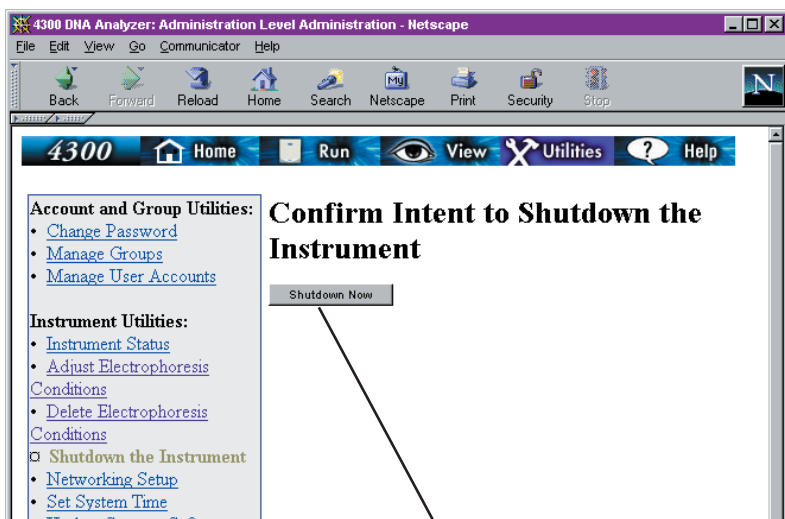 4300 DNA Analyzer: Administration Level Administration - Netscape
File Edit View Go Communicator Help
Back Forward Reload Home Search Netscape Print Security Stop
My
N
4300 Home Run View Utilities ? Help
Account and Group Utilities:
• Change Password
• Manage Groups
• Manage User Accounts
Instrument Utilities:
• Instrument Status
• Adjust Electrophoresis
Conditions
• Delete Electrophoresis
Conditions
Shutdown the Instrument
• Networking Setup
• Set System Time
Confirm Intent to Shutdown the
Instrument
Shutdown Now